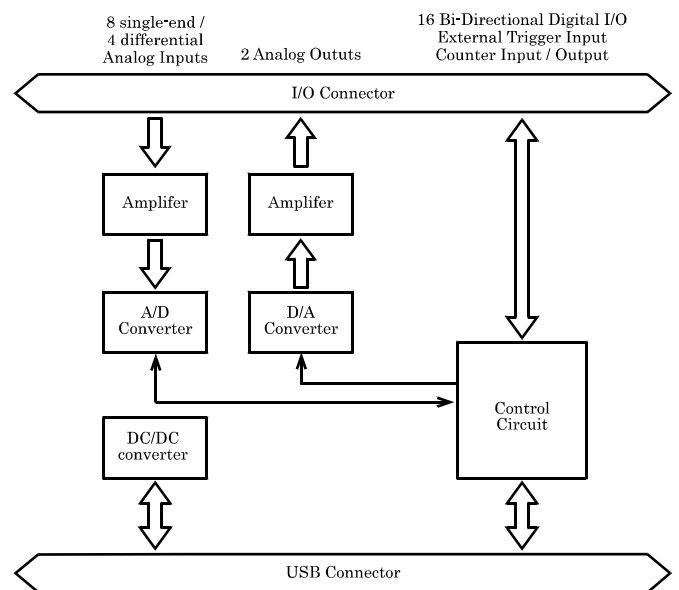 8 single-end /
4 differential
Analog Inputs
2 Analog Oututs
16 Bi-Directional Digital I/O
External Trigger Input
Counter Input / Output
I/O Connector
Amplifer
Amplifer
A/D
Converter
D/A
Converter
Control
Circuit
DC/DC
converter
USB Connector